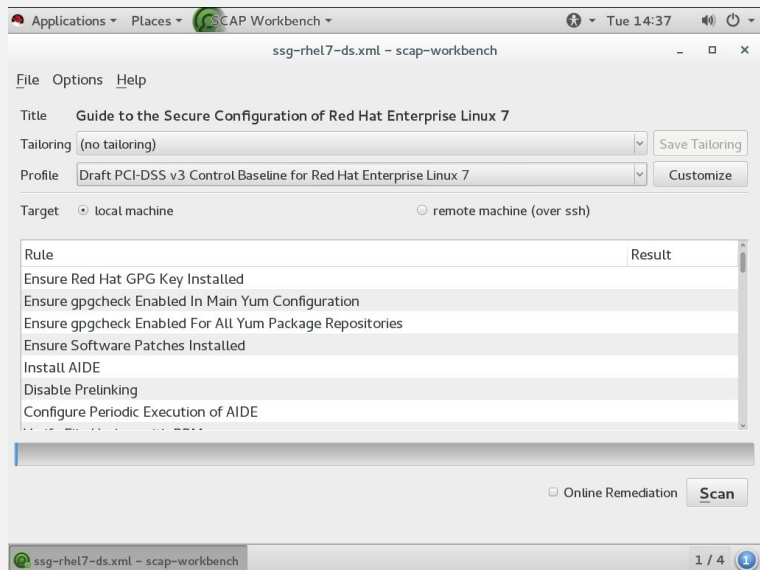 Applications Places SCAP Workbench Tue 14:37
ssg-rhel7-ds.xml – scap-workbench
File Options Help
Title Guide to the Secure Configuration of Red Hat Enterprise Linux 7
Tailoring (no tailoring) Save Tailoring
Profile Draft PCI-DSS v3 Control Baseline for Red Hat Enterprise Linux 7 Customize
Target local machine remote machine (over ssh)
Rule Result
Ensure Red Hat GPG Key Installed
Ensure gpgcheck Enabled In Main Yum Configuration
Ensure gpgcheck Enabled For All Yum Package Repositories
Ensure Software Patches Installed
Install AIDE
Disable Prelinking
Configure Periodic Execution of AIDE
Online Remediation Scan
ssg-rhel7-ds.xml – scap-workbench 1 / 4 1